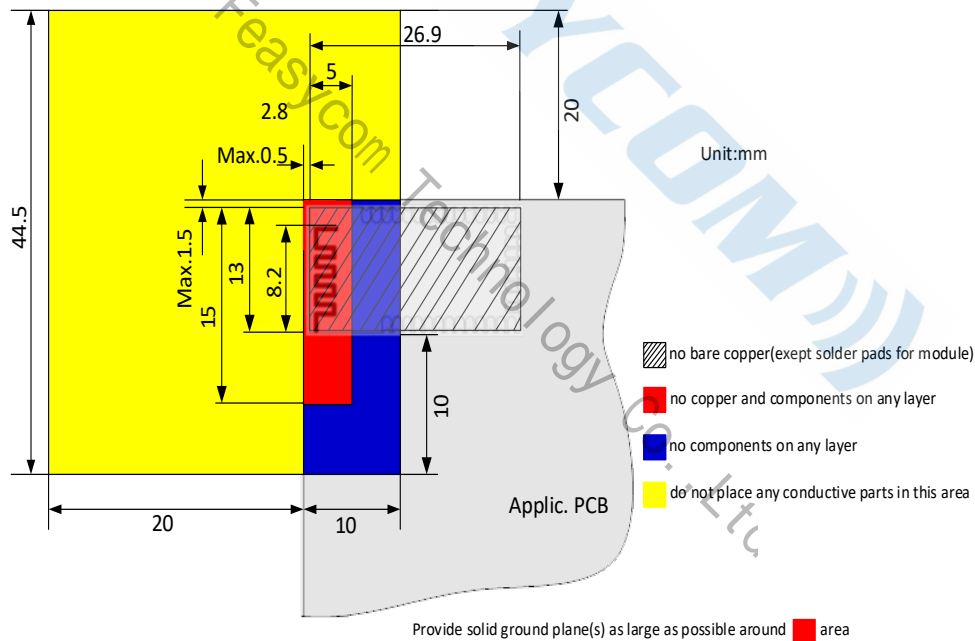 26.9
5
2.8
20
Max.0.5
Unit:mm
44.5
Max.1.5
15
13
8.2
10
no bare copper(exept solder pads for module)
no copper and components on any layer
no components on any layer
do not place any conductive parts in this area
Applic. PCB
20
10
Provide solid ground plane(s) as large as possible around area
Feasycom Technology co.,Ltd
YCOM